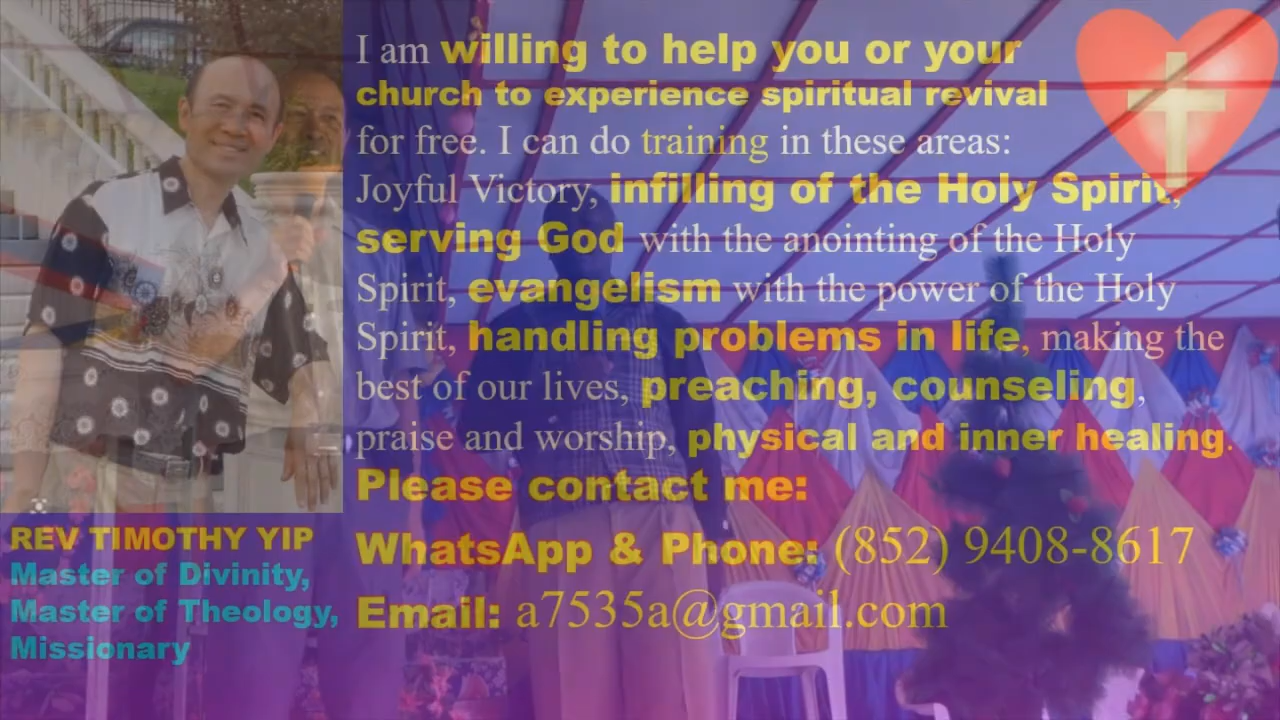 I am willing to help you or your
church to experience spiritual revival
for free. I can do training in these areas:
Joyful Victory, infilling of the Holy Spirit,
serving God with the anointing of the Holy
Spirit, evangelism with the power of the Holy
Spirit, handling problems in life, making the
best of our lives, preaching, counseling,
praise and worship, physical and inner healing.
Please contact me:
WhatsApp & Phone: (852) 9408-8617
Email: a7535a@gmail.com
REV TIMOTHY YIP
Master of Divinity,
Master of Theology,
Missionary